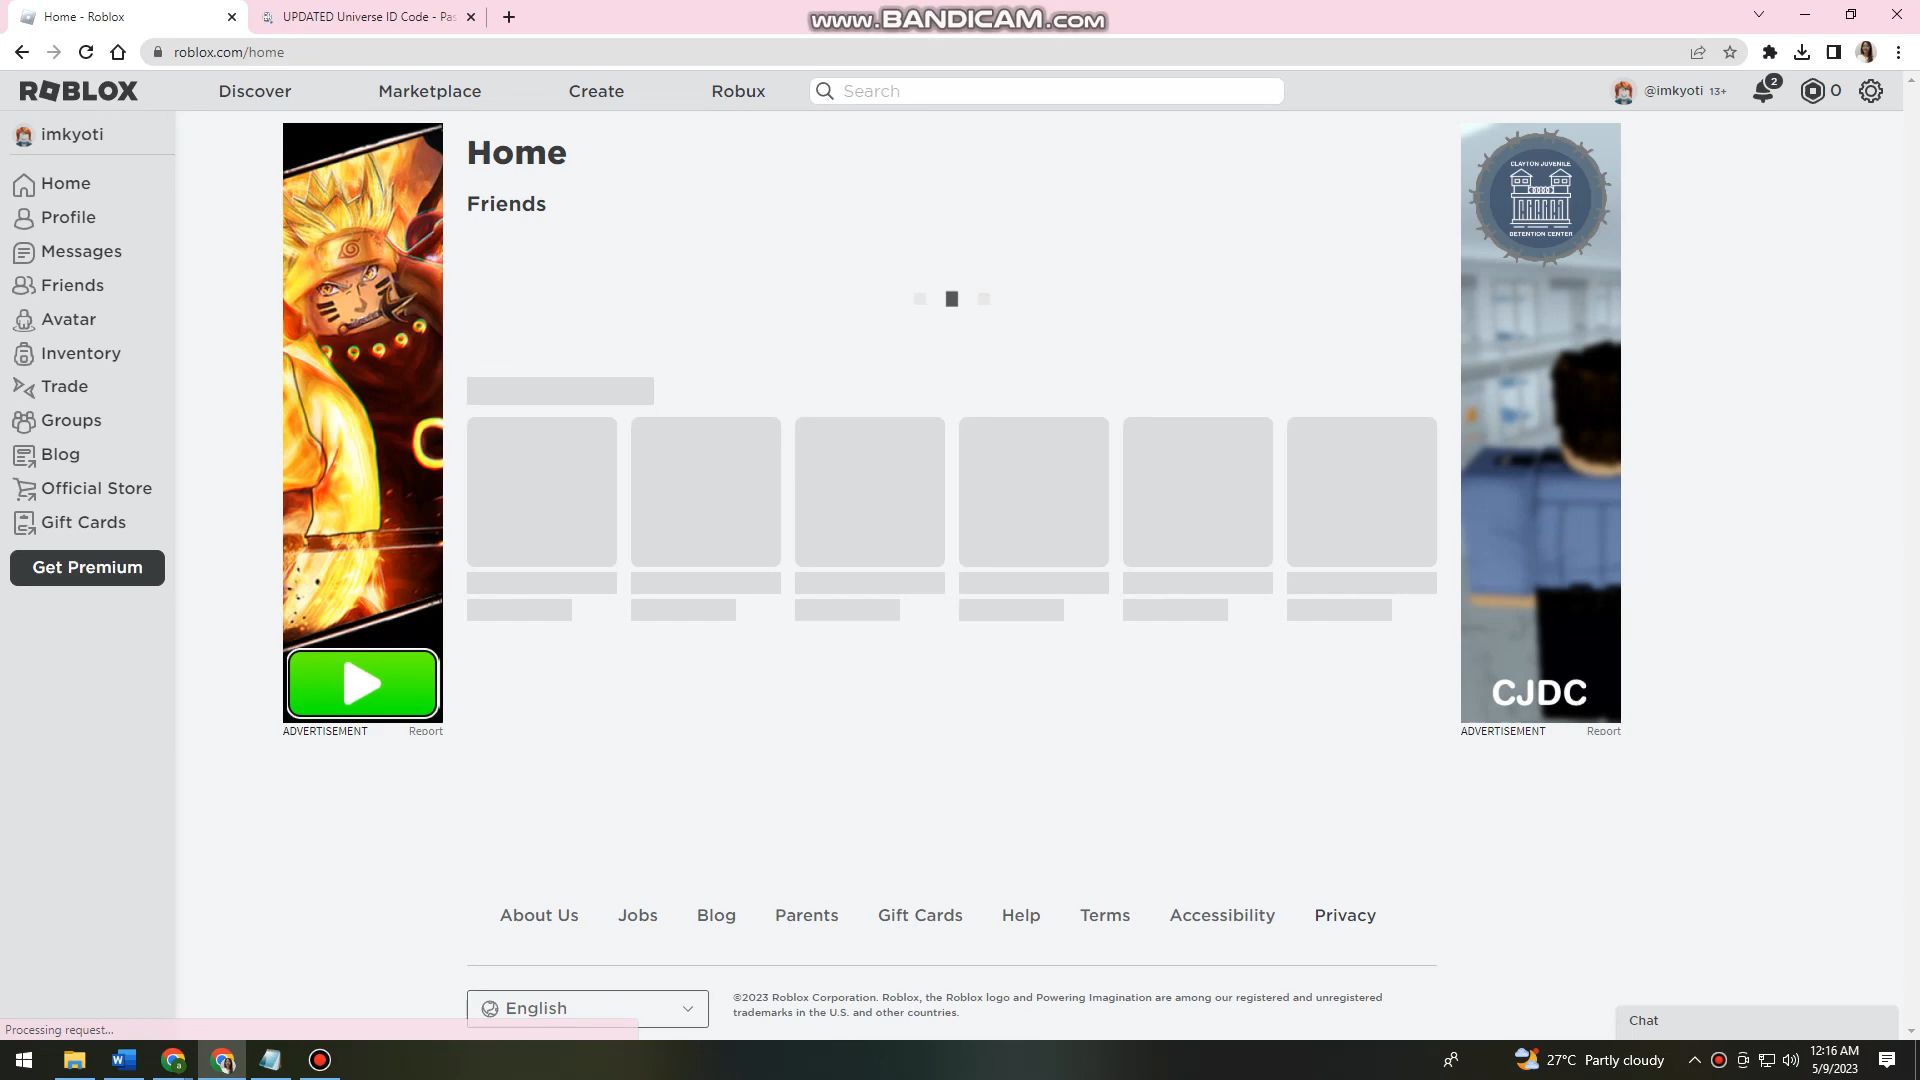 Home - Roblox
UPDATED Universe ID Code - Pas
www.BANDICAM.com
roblox.com/home
ROBLOX
Discover
Marketplace
Create
Robux
Search
@imkyoti 13+
2
0
imkyoti
Home
Profile
Messages
Friends
Avatar
Inventory
Trade
Groups
Blog
Official Store
Gift Cards
Get Premium
ADVERTISEMENT
Report
Home
Friends
CLAYTON JUVENILE
DETENTION CENTER
CJDC
ADVERTISEMENT
Report
About Us
Jobs
Blog
Parents
Gift Cards
Help
Terms
Accessibility
Privacy
English
©2023 Roblox Corporation. Roblox, the Roblox logo and Powering Imagination are among our registered and unregistered
trademarks in the U.S. and other countries.
Chat
Processing request...
27°C Partly cloudy
12:16 AM
5/9/2023